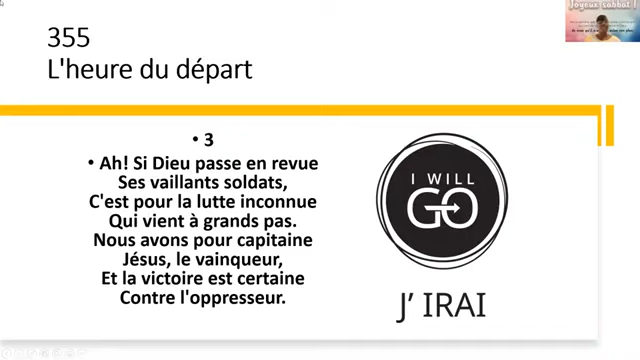 355
L'heure du départ
• 3
• Ah! Si Dieu passe en revue
Ses vaillants soldats,
C'est pour la lutte inconnue
Qui vient à grands pas.
Nous avons pour capitaine
Jésus, le vainqueur,
Et la victoire est certaine
Contre l'oppresseur.
I WILL
GO
J' IRAI
Joyeux sabbat !